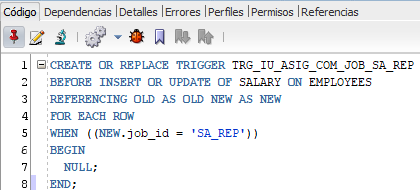 Código Dependencias Detalles Errores Perfiles Permisos Referencias
1 CREATE OR REPLACE TRIGGER TRG_IU_ASIG_COM_JOB_SA_REP
2 BEFORE INSERT OR UPDATE OF SALARY ON EMPLOYEES
3 REFERENCING OLD AS OLD NEW AS NEW
4 FOR EACH ROW
5 WHEN ((NEW.job_id = 'SA_REP'))
6 BEGIN
7 NULL;
8 END;